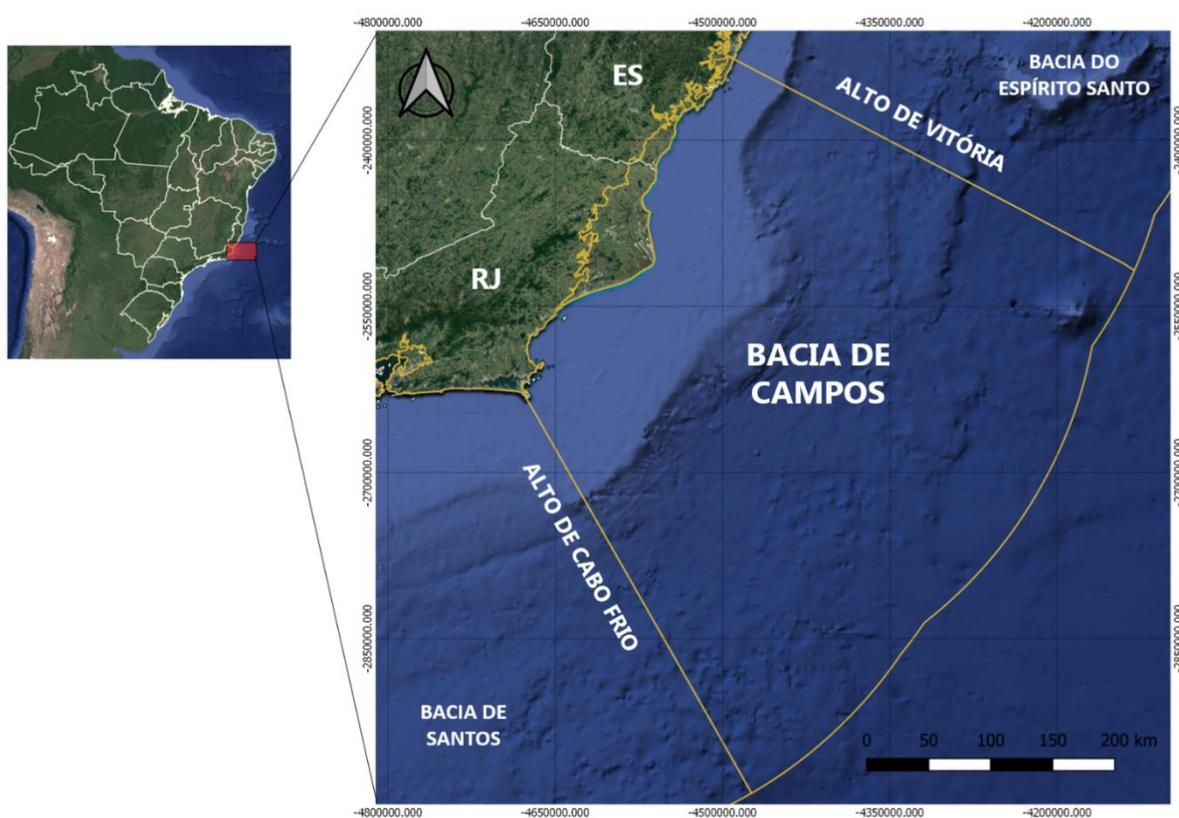 -4800000.000
-4650000.000
-4500000.000
-4350000.000
-4200000.000
BACIA DO
ESPÍRITO SANTO
ES
ALTO DE VITÓRIA
-2400000.000
-2400000.000
RJ
-2550000.000
-2550000.000
BACIA DE
CAMPOS
-2700000.000
-2700000.000
ALTO DE CABO FRIO
-2850000.000
-2850000.000
BACIA DE
SANTOS
0 50 100 150 200 km
-4800000.000
-4650000.000
-4500000.000
-4350000.000
-4200000.000